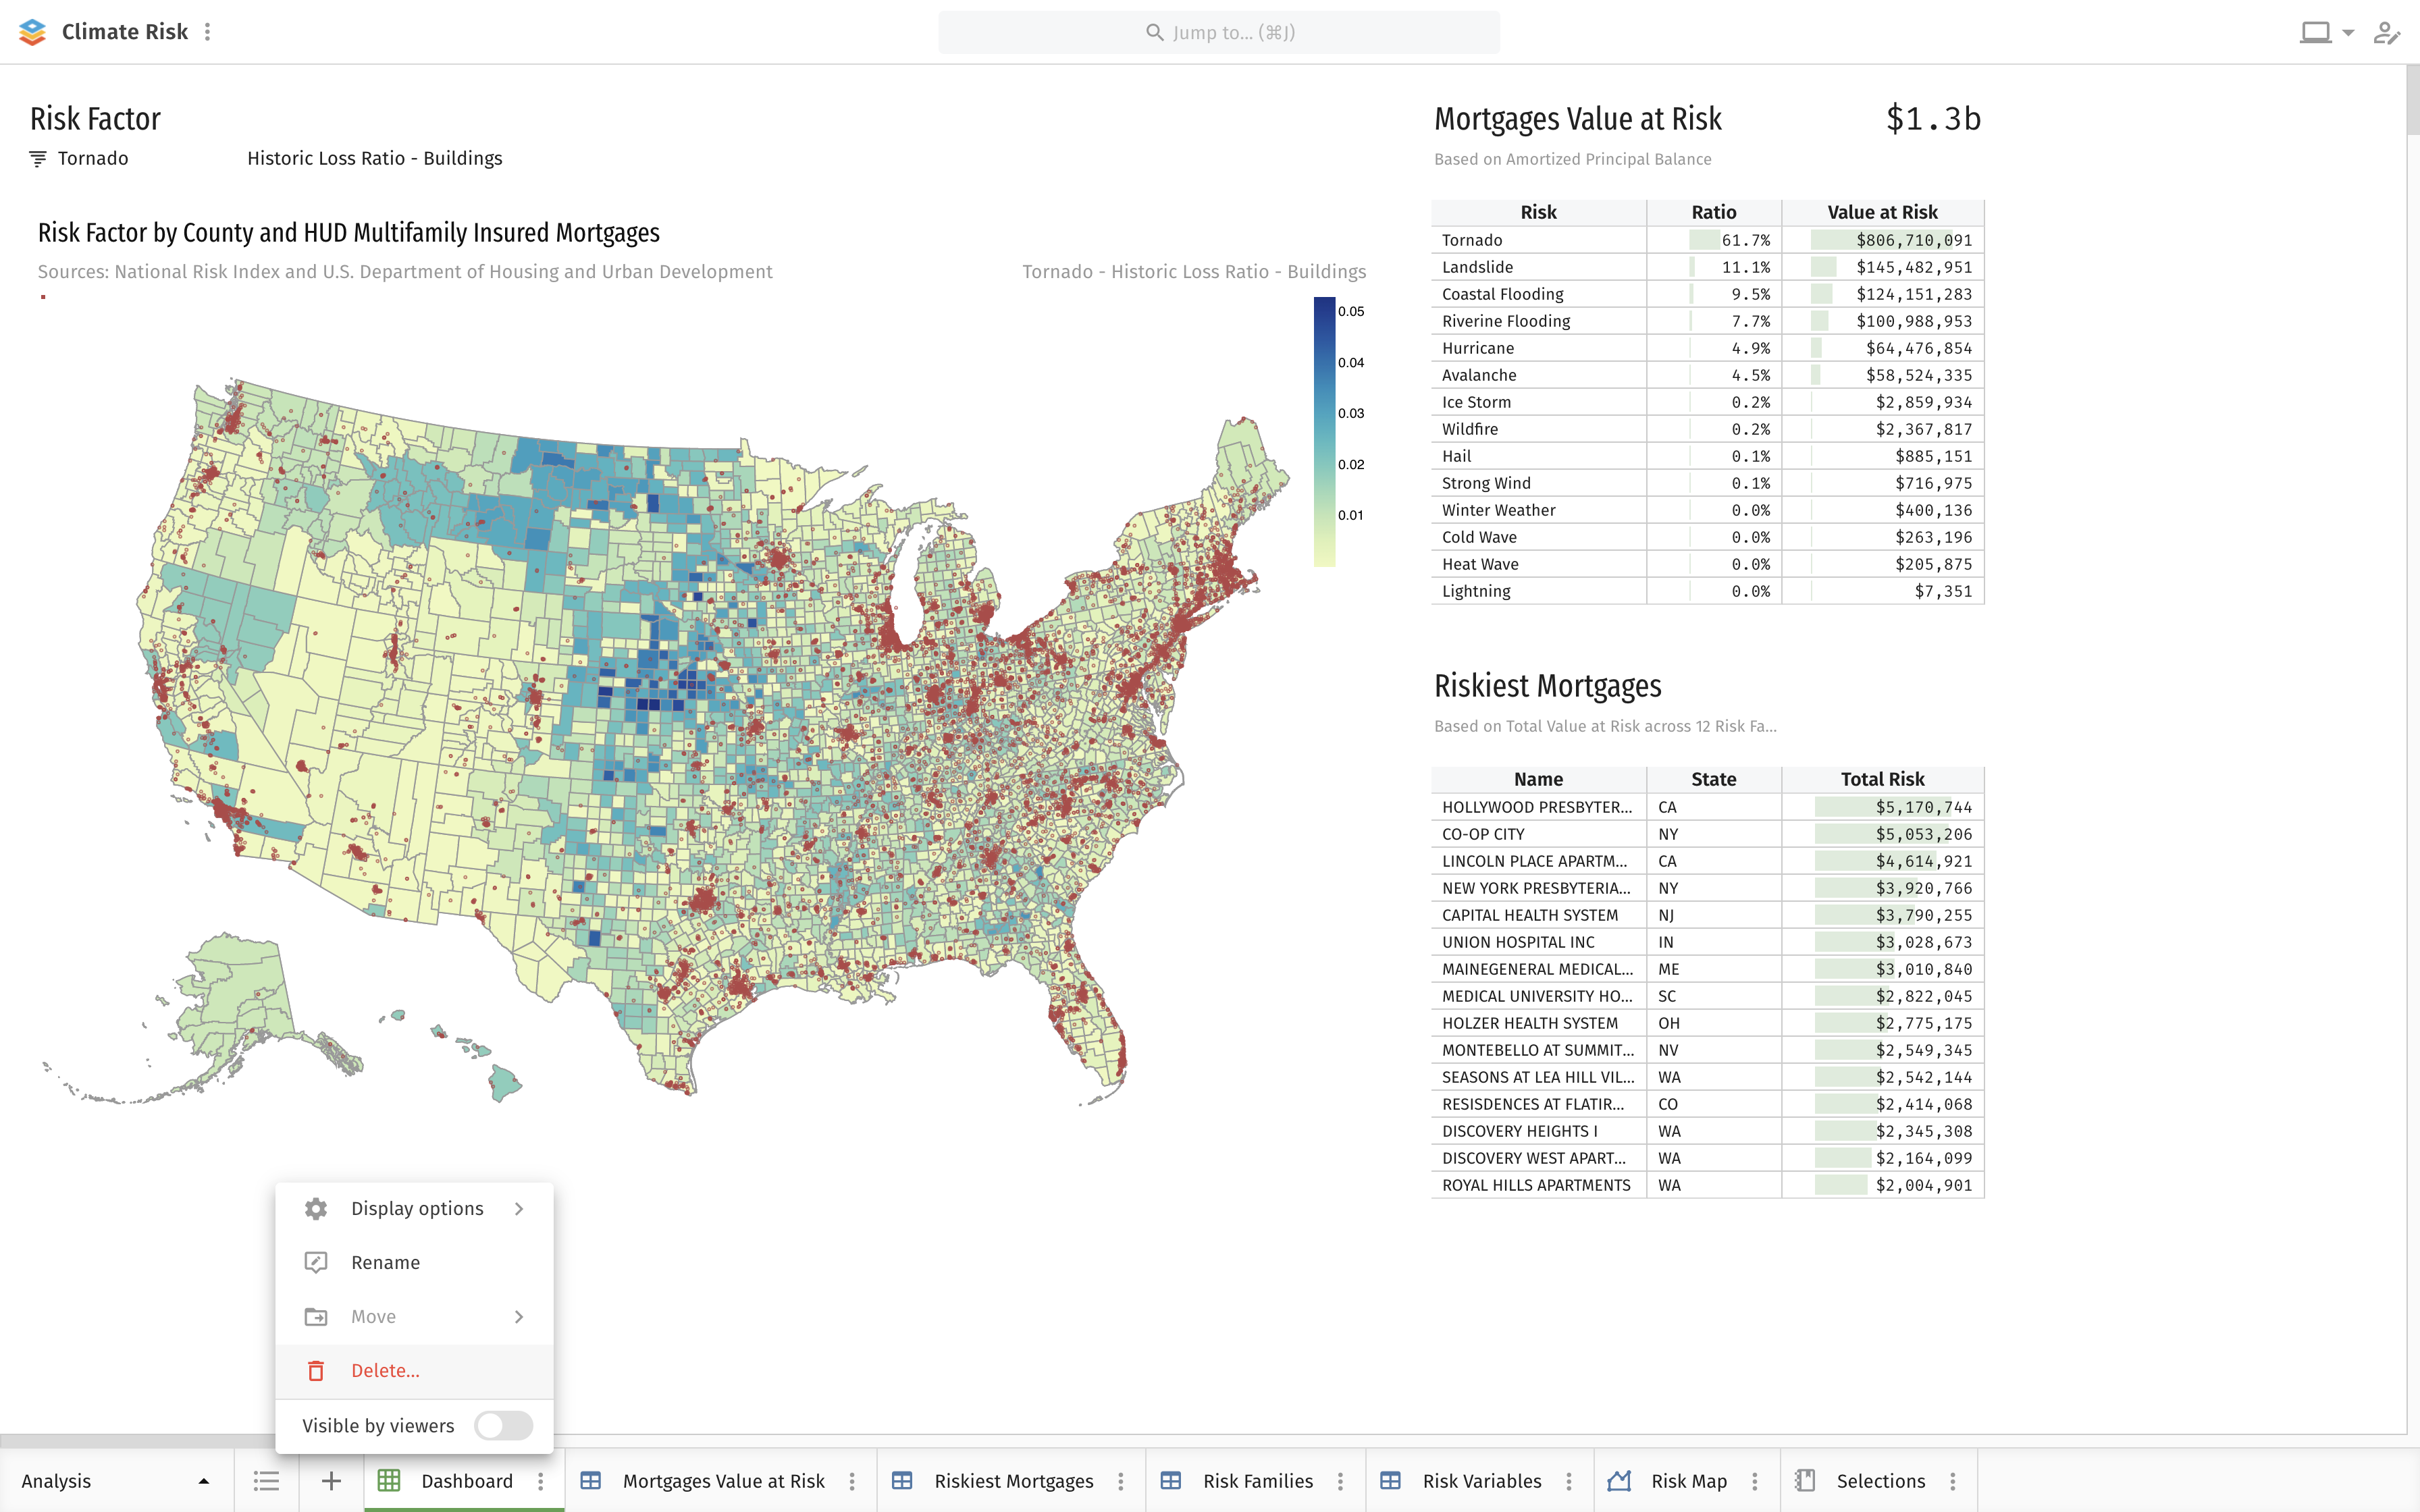 Climate Risk
Jump to... (⌘J)
Risk Factor
Tornado
Historic Loss Ratio - Buildings
Risk Factor by County and HUD Multifamily Insured Mortgages
Sources: National Risk Index and U.S. Department of Housing and Urban Development
Tornado - Historic Loss Ratio - Buildings
0.05
0.04
0.03
0.02
0.01
Mortgages Value at Risk $1.3b
Based on Amortized Principal Balance
Risk Ratio Value at Risk
Tornado 61.7% $806,710,091
Landslide 11.1% $145,482,951
Coastal Flooding 9.5% $124,151,283
Riverine Flooding 7.7% $100,988,953
Hurricane 4.9% $64,476,854
Avalanche 4.5% $58,524,335
Ice Storm 0.2% $2,859,934
Wildfire 0.2% $2,367,817
Hail 0.1% $885,151
Strong Wind 0.1% $716,975
Winter Weather 0.0% $400,136
Cold Wave 0.0% $263,196
Heat Wave 0.0% $205,875
Lightning 0.0% $7,351
Riskiest Mortgages
Based on Total Value at Risk across 12 Risk Fa...
Name State Total Risk
HOLLYWOOD PRESBYTER... CA $5,170,744
CO-OP CITY NY $5,053,206
LINCOLN PLACE APARTM... CA $4,614,921
NEW YORK PRESBYTERIA... NY $3,920,766
CAPITAL HEALTH SYSTEM NJ $3,790,255
UNION HOSPITAL INC IN $3,028,673
MAINEGENERAL MEDICAL... ME $3,010,840
MEDICAL UNIVERSITY HO... SC $2,822,045
HOLZER HEALTH SYSTEM OH $2,775,175
MONTEBELLO AT SUMMIT... NV $2,549,345
SEASONS AT LEA HILL VIL... WA $2,542,144
RESISDENCES AT FLATIR... CO $2,414,068
DISCOVERY HEIGHTS I WA $2,345,308
DISCOVERY WEST APART... WA $2,164,099
ROYAL HILLS APARTMENTS WA $2,004,901
Display options
Rename
Move
Delete...
Visible by viewers
Analysis
Dashboard
Mortgages Value at Risk
Riskiest Mortgages
Risk Families
Risk Variables
Risk Map
Selections